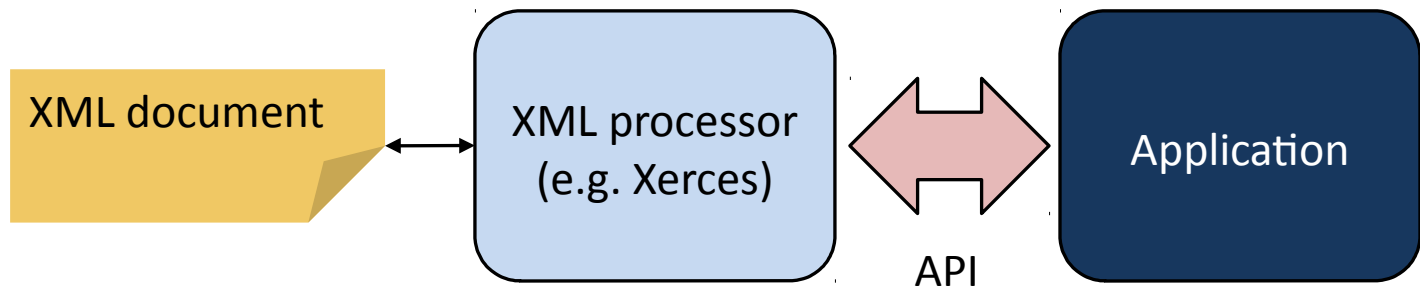 XML document
XML processor
(e.g. Xerces)
Application
API